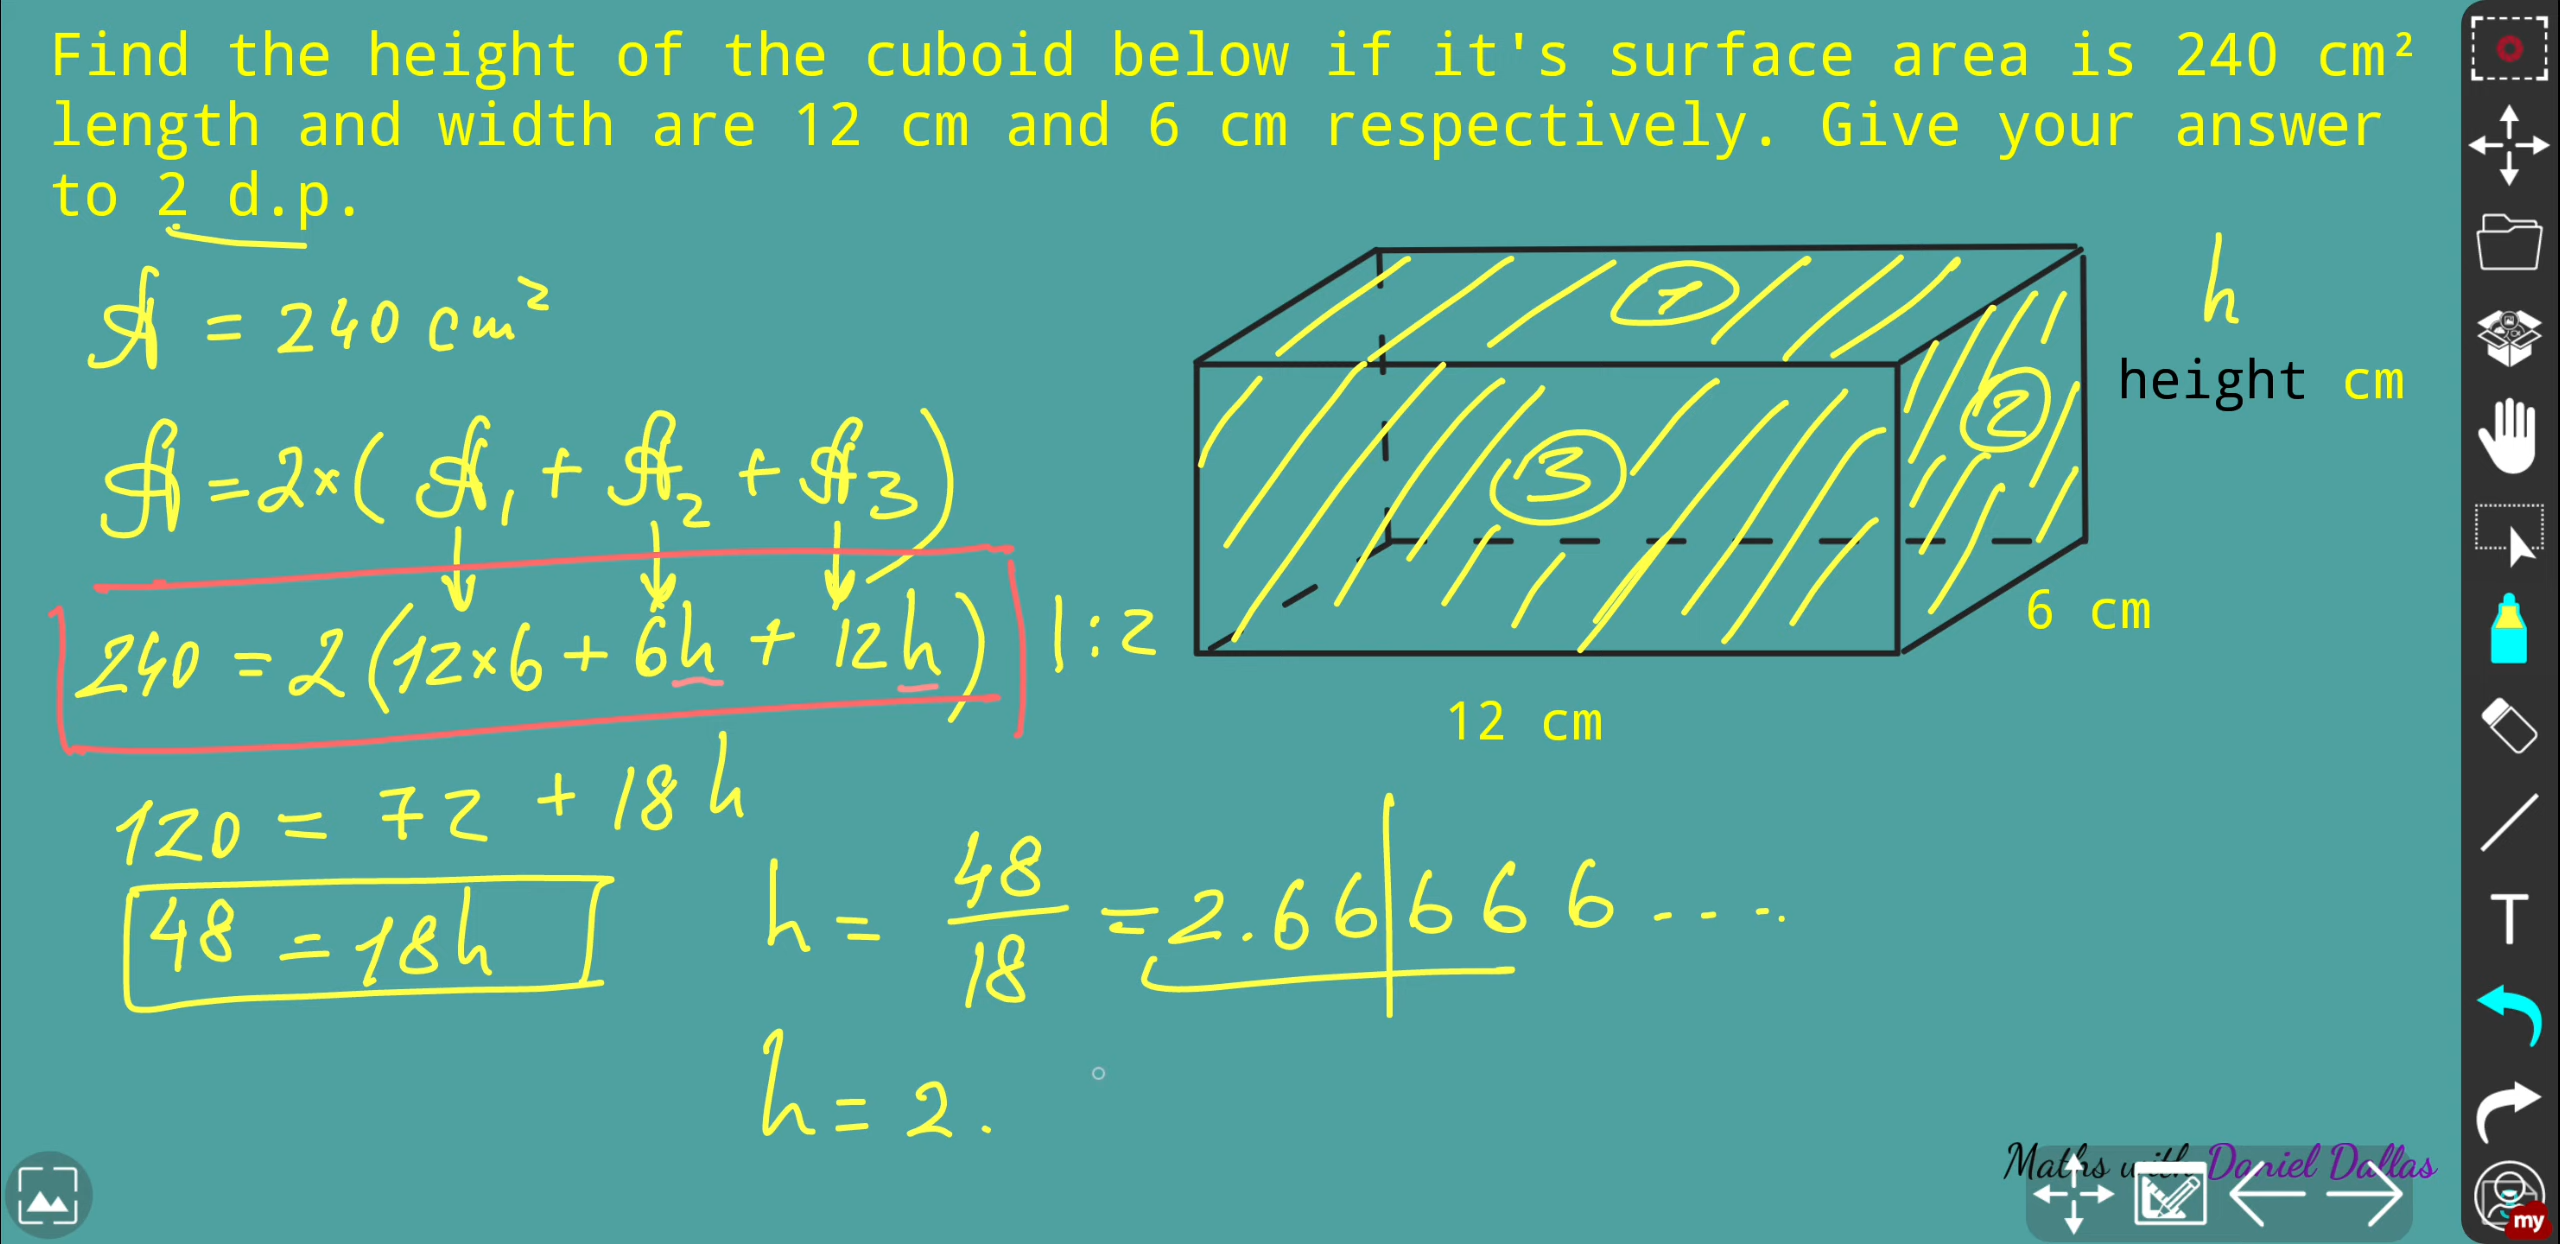 Find the height of the cuboid below if it's surface area is 240 cm²
length and width are 12 cm and 6 cm respectively. Give your answer
to 2 d.p.
A = 240 cm²
A = 2×( A₁ + A₂ + A₃ )
240 = 2(12×6 + 6h + 12h) | : 2
120 = 72 + 18h
48 = 18h
h = 48/18 = 2.66|666....
h = 2.
1
2
3
h
height cm
6 cm
12 cm
Maths with Daniel Dallas
T
my